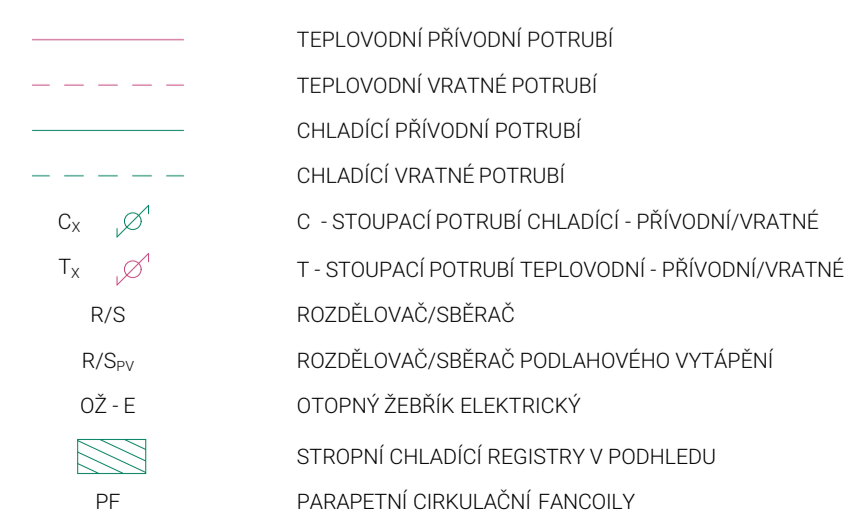 TEPLOVODNÍ PŘÍVODNÍ POTRUBÍ
TEPLOVODNÍ VRATNÉ POTRUBÍ
CHLADÍCÍ PŘÍVODNÍ POTRUBÍ
CHLADÍCÍ VRATNÉ POTRUBÍ
CX C - STOUPACÍ POTRUBÍ CHLADÍCÍ - PŘÍVODNÍ/VRATNÉ
TX T - STOUPACÍ POTRUBÍ TEPLOVODNÍ - PŘÍVODNÍ/VRATNÉ
R/S ROZDĚLOVAČ/SBĚRAČ
R/SPV ROZDĚLOVAČ/SBĚRAČ PODLAHOVÉHO VYTÁPĚNÍ
OŽ - E OTOPNÝ ŽEBŘÍK ELEKTRICKÝ
STROPNÍ CHLADÍCÍ REGISTRY V PODHLEDU
PF PARAPETNÍ CIRKULAČNÍ FANCOILY